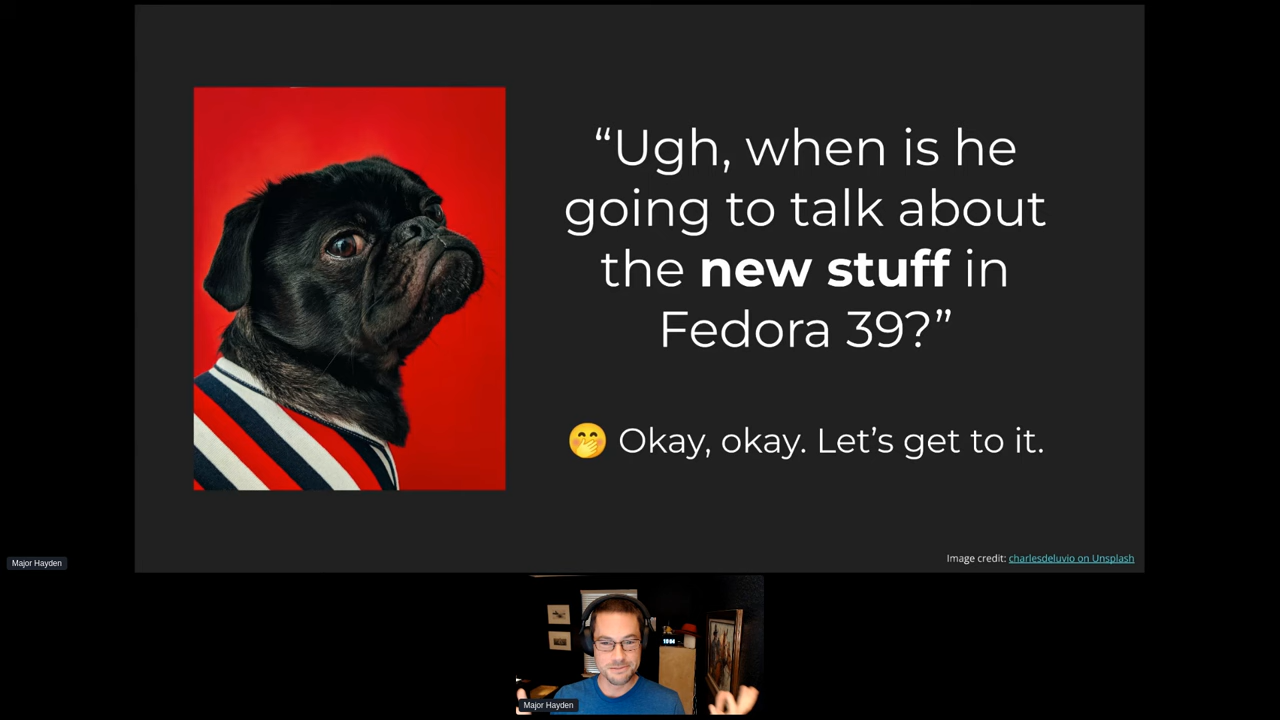 “Ugh, when is he
going to talk about
the new stuff in
Fedora 39?”
🤭 Okay, okay. Let’s get to it.
Image credit: charlesdeluvio on Unsplash
Major Hayden
Major Hayden